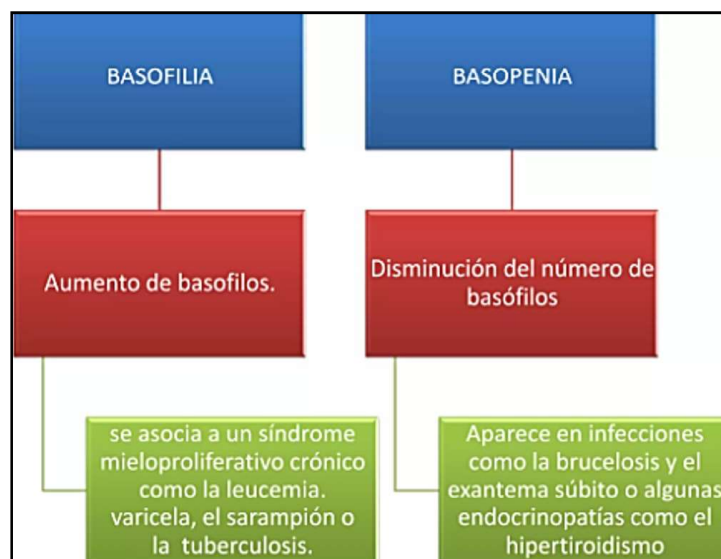 BASOFILIA
Aumento de basofilos.
se asocia a un síndrome
mieloproliferativo crónico
como la leucemia.
varicela, el sarampión o
la tuberculosis.
BASOPENIA
Disminución del número de
basófilos
Aparece en infecciones
como la brucelosis y el
exantema súbito o algunas
endocrinopatías como el
hipertiroidismo